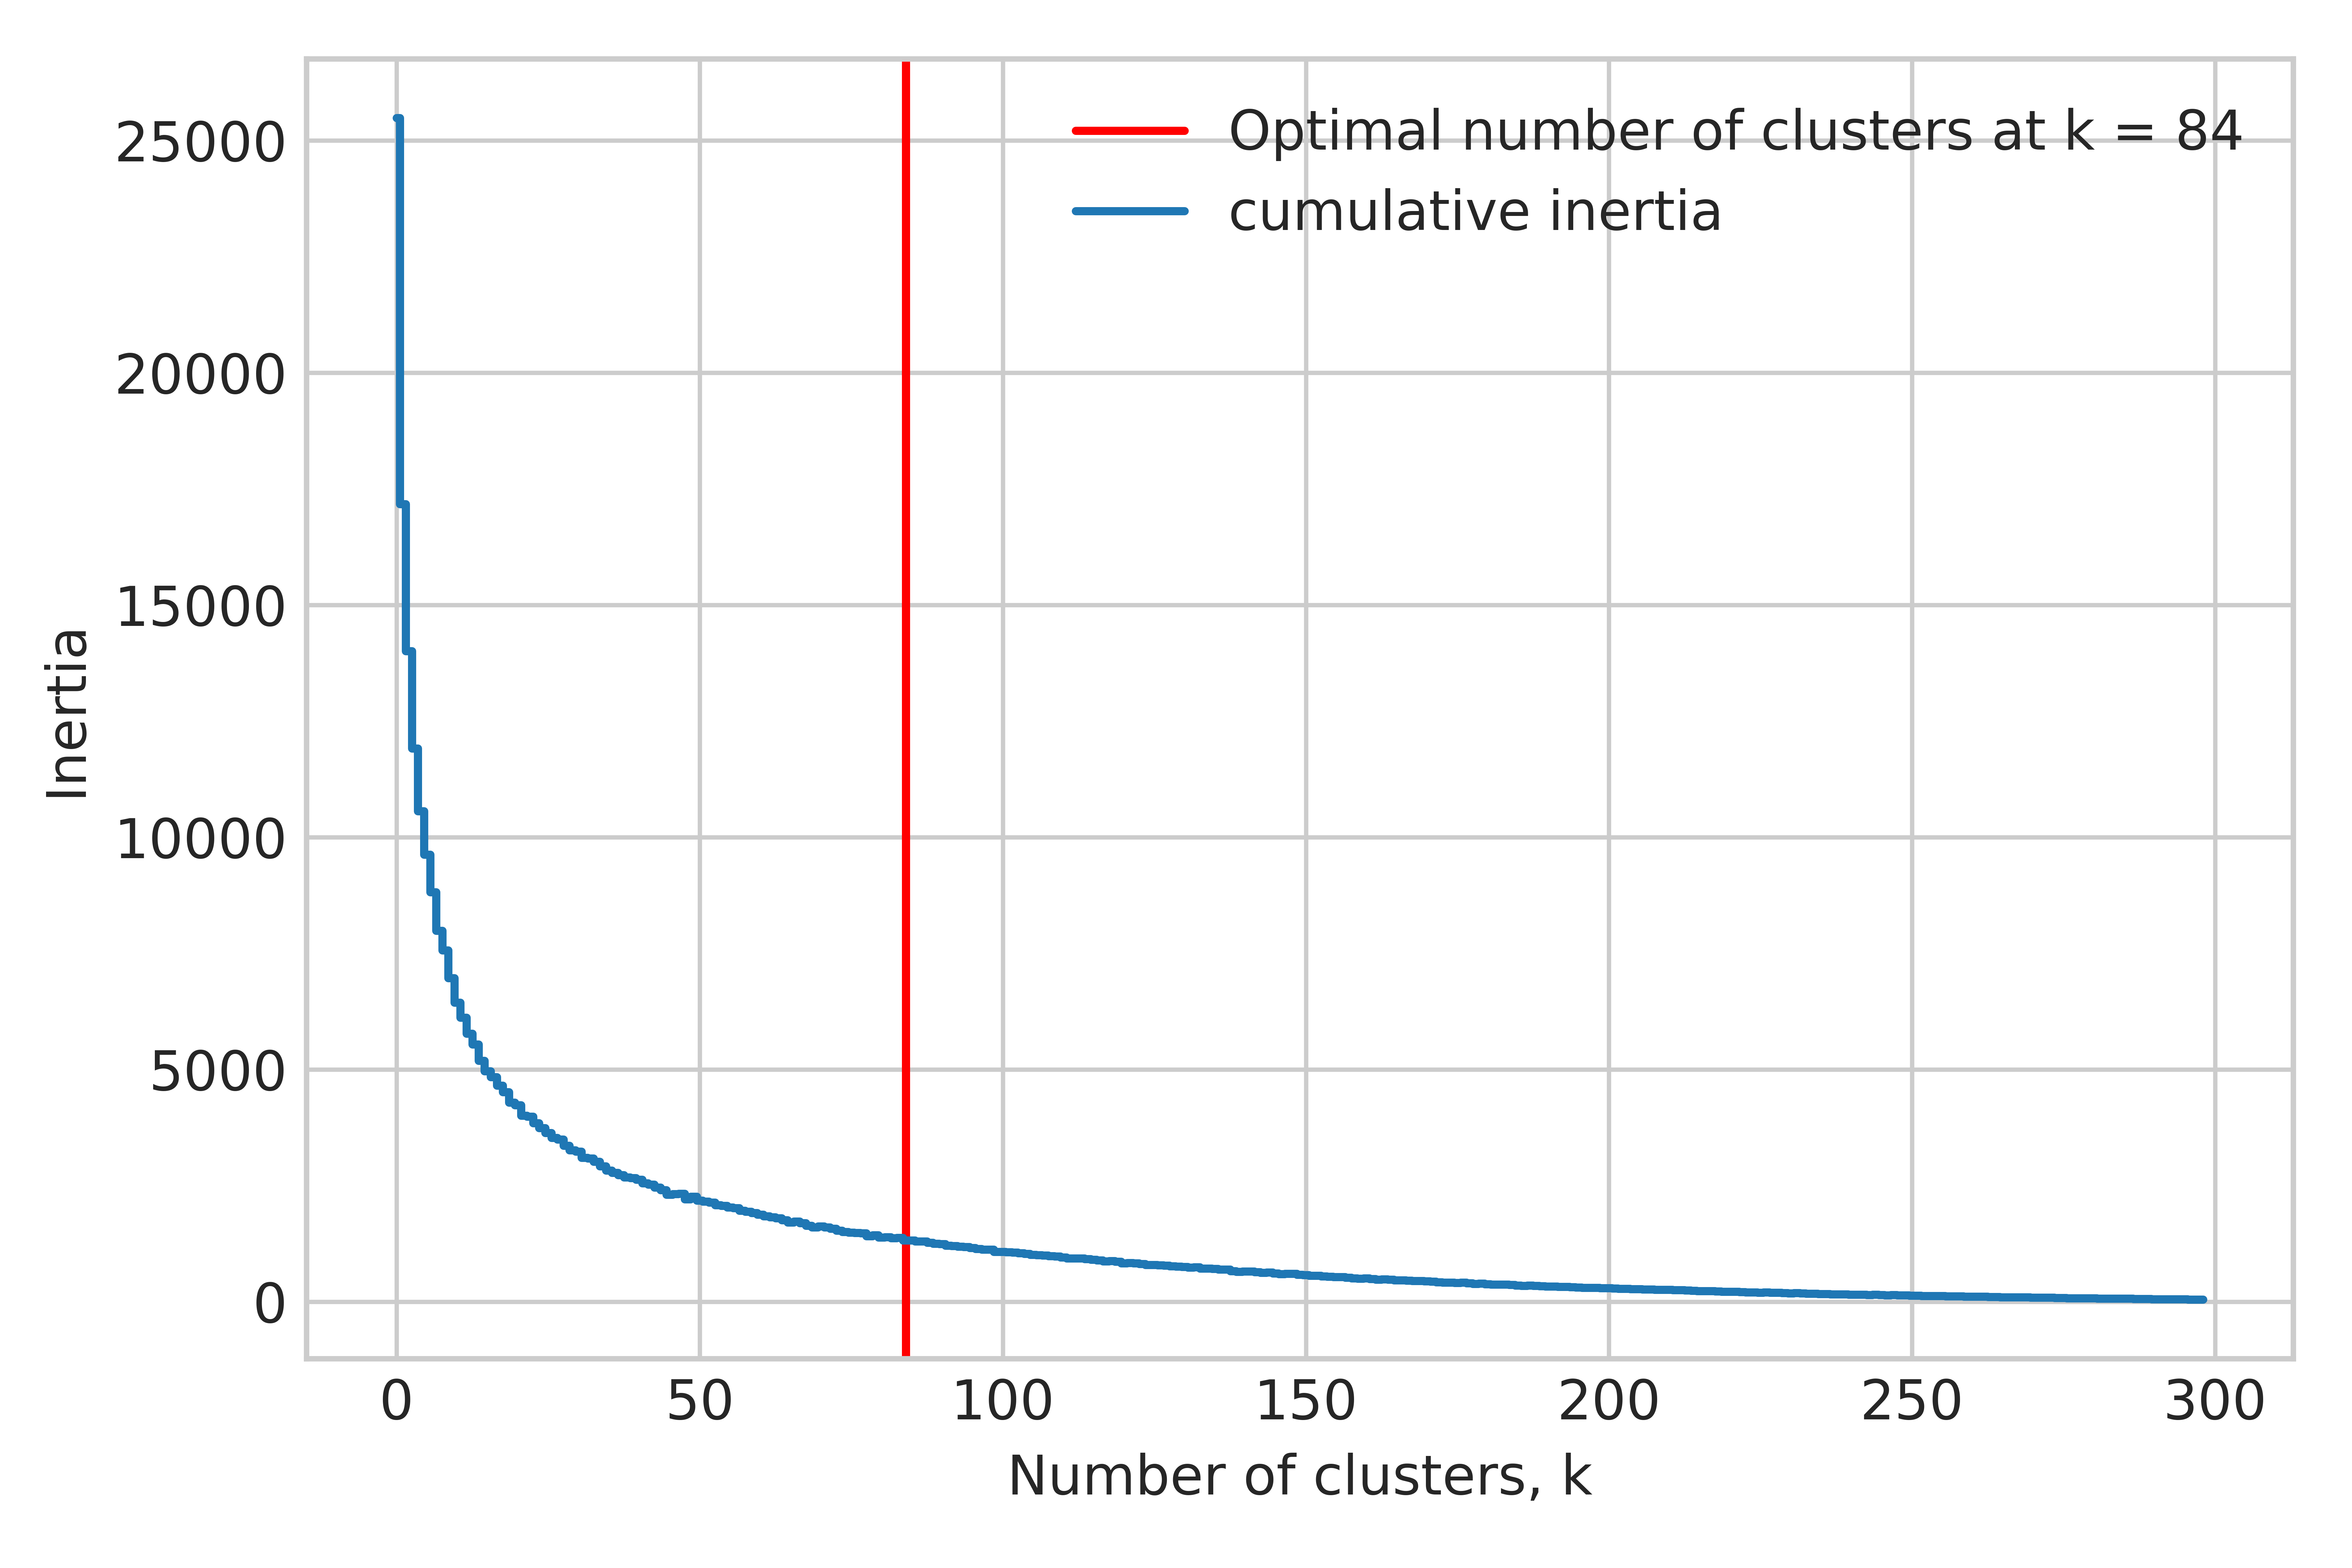 Optimal number of clusters at k = 84
cumulative inertia
25000
20000
15000
10000
5000
0
Inertia
0 50 100 150 200 250 300
Number of clusters, k